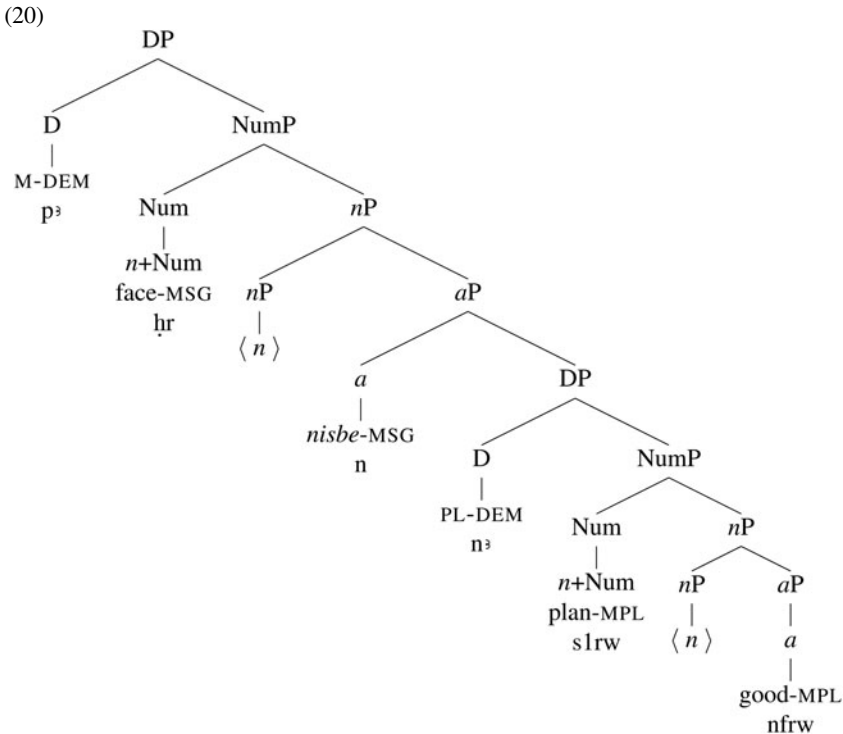 (20)
DP
D NumP
M-DEM
pꜣ
Num nP
n+Num
face-MSG
ḥr
nP aP
⟨ n ⟩
a DP
nisbe-MSG
n
D NumP
PL-DEM
nꜣ
Num nP
n+Num
plan-MPL
s1rw
nP aP
⟨ n ⟩ a
good-MPL
nfrw